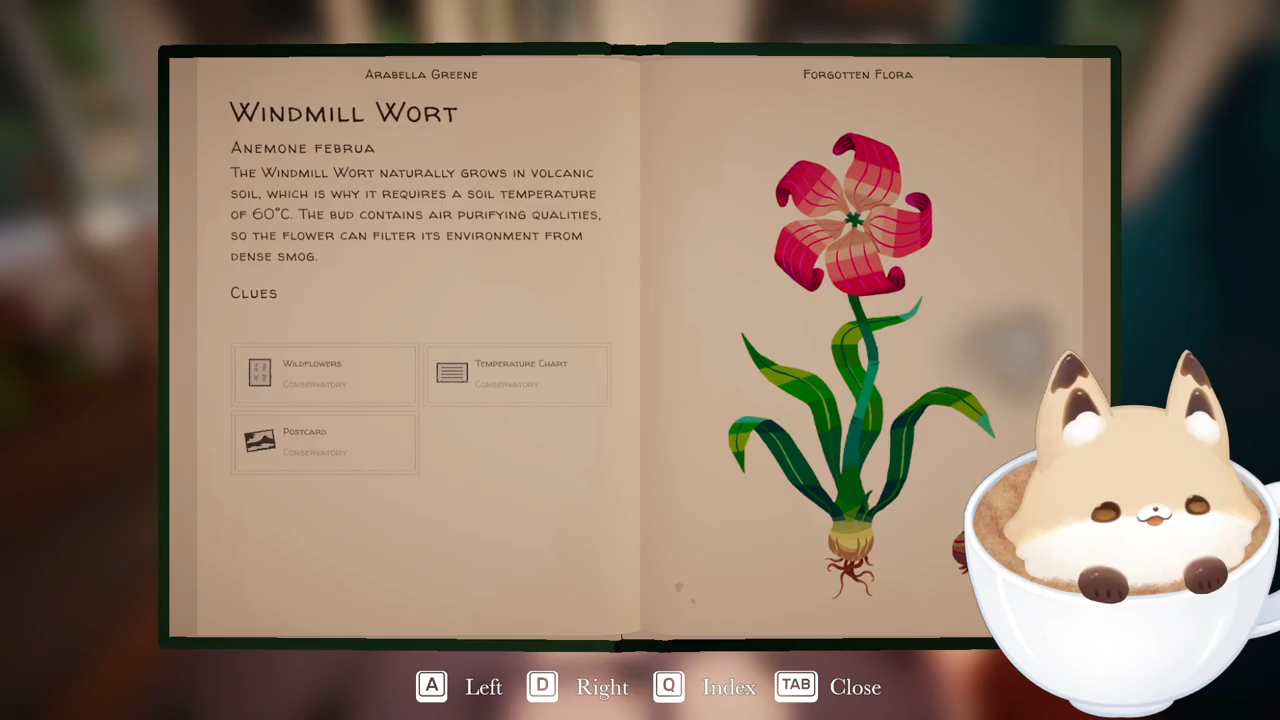 Arabella Greene
Forgotten Flora
Windmill Wort
Anemone februa
The Windmill Wort naturally grows in volcanic
soil, which is why it requires a soil temperature
of 60°C. The bud contains air purifying qualities,
so the flower can filter its environment from
dense smog.
Clues
Wildflowers
Conservatory
Temperature Chart
Conservatory
Postcard
Conservatory
A Left D Right Q Index TAB Close